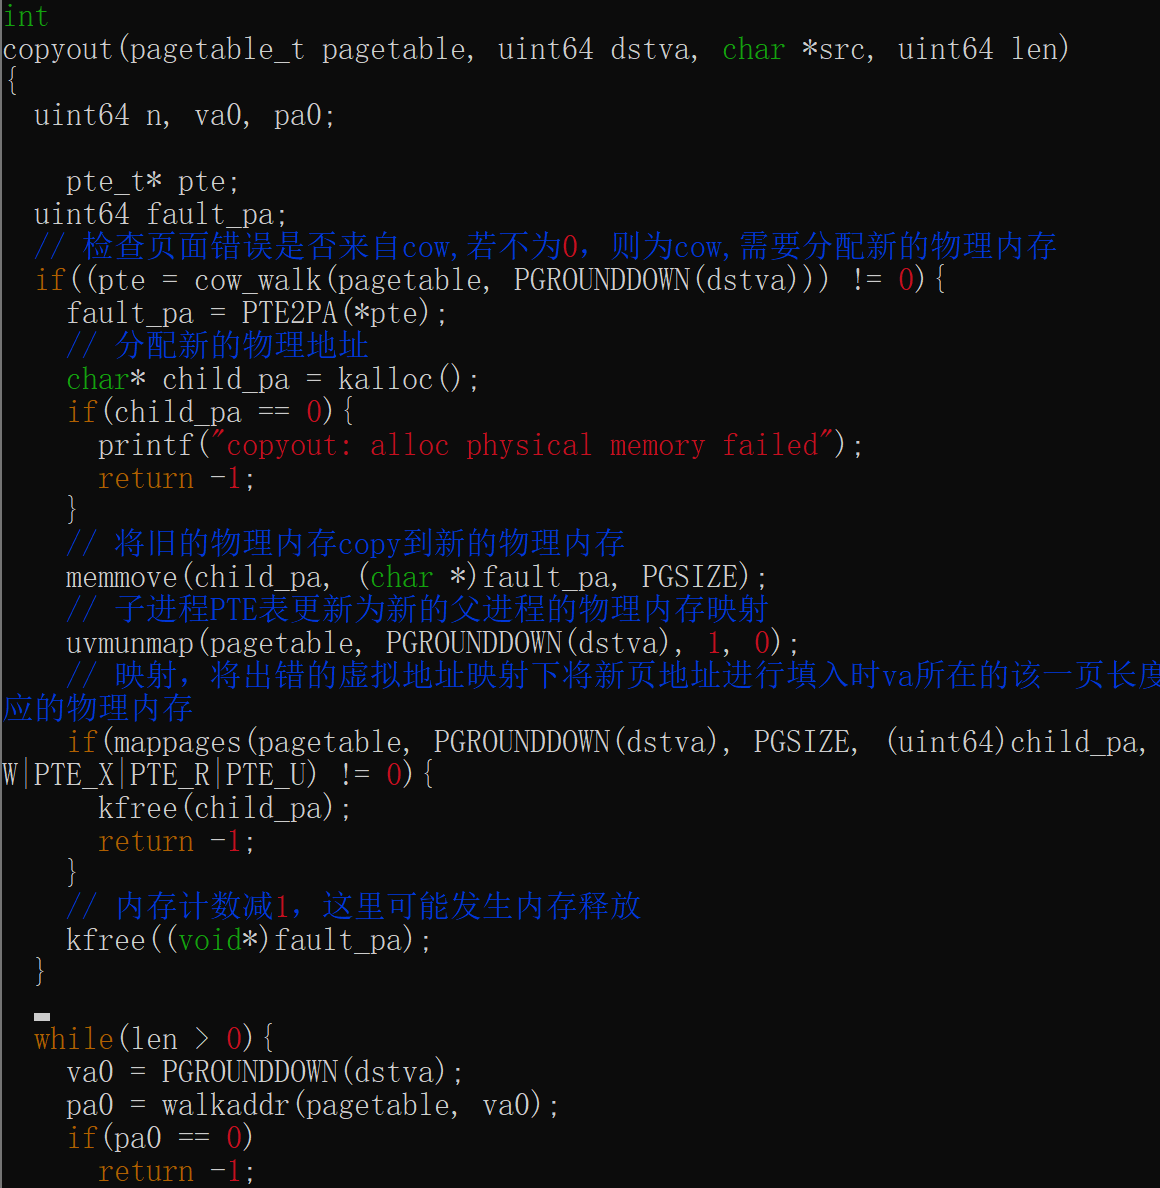 int
copyout(pagetable_t pagetable, uint64 dstva, char *src, uint64 len)
{
  uint64 n, va0, pa0;

    pte_t* pte;
  uint64 fault_pa;
  // 检查页面错误是否来自cow,若不为0，则为cow,需要分配新的物理内存
  if((pte = cow_walk(pagetable, PGROUNDDOWN(dstva))) != 0){
    fault_pa = PTE2PA(*pte);
    // 分配新的物理地址
    char* child_pa = kalloc();
    if(child_pa == 0){
      printf("copyout: alloc physical memory failed");
      return -1;
    }
    // 将旧的物理内存copy到新的物理内存
    memmove(child_pa, (char *)fault_pa, PGSIZE);
    // 子进程PTE表更新为新的父进程的物理内存映射
    uvmunmap(pagetable, PGROUNDDOWN(dstva), 1, 0);
    // 映射，将出错的虚拟地址映射下将新页地址进行填入时va所在的该一页长度
应的物理内存
    if(mappages(pagetable, PGROUNDDOWN(dstva), PGSIZE, (uint64)child_pa,
W|PTE_X|PTE_R|PTE_U) != 0){
      kfree(child_pa);
      return -1;
    }
    // 内存计数减1，这里可能发生内存释放
    kfree((void*)fault_pa);
  }

  while(len > 0){
    va0 = PGROUNDDOWN(dstva);
    pa0 = walkaddr(pagetable, va0);
    if(pa0 == 0)
      return -1;